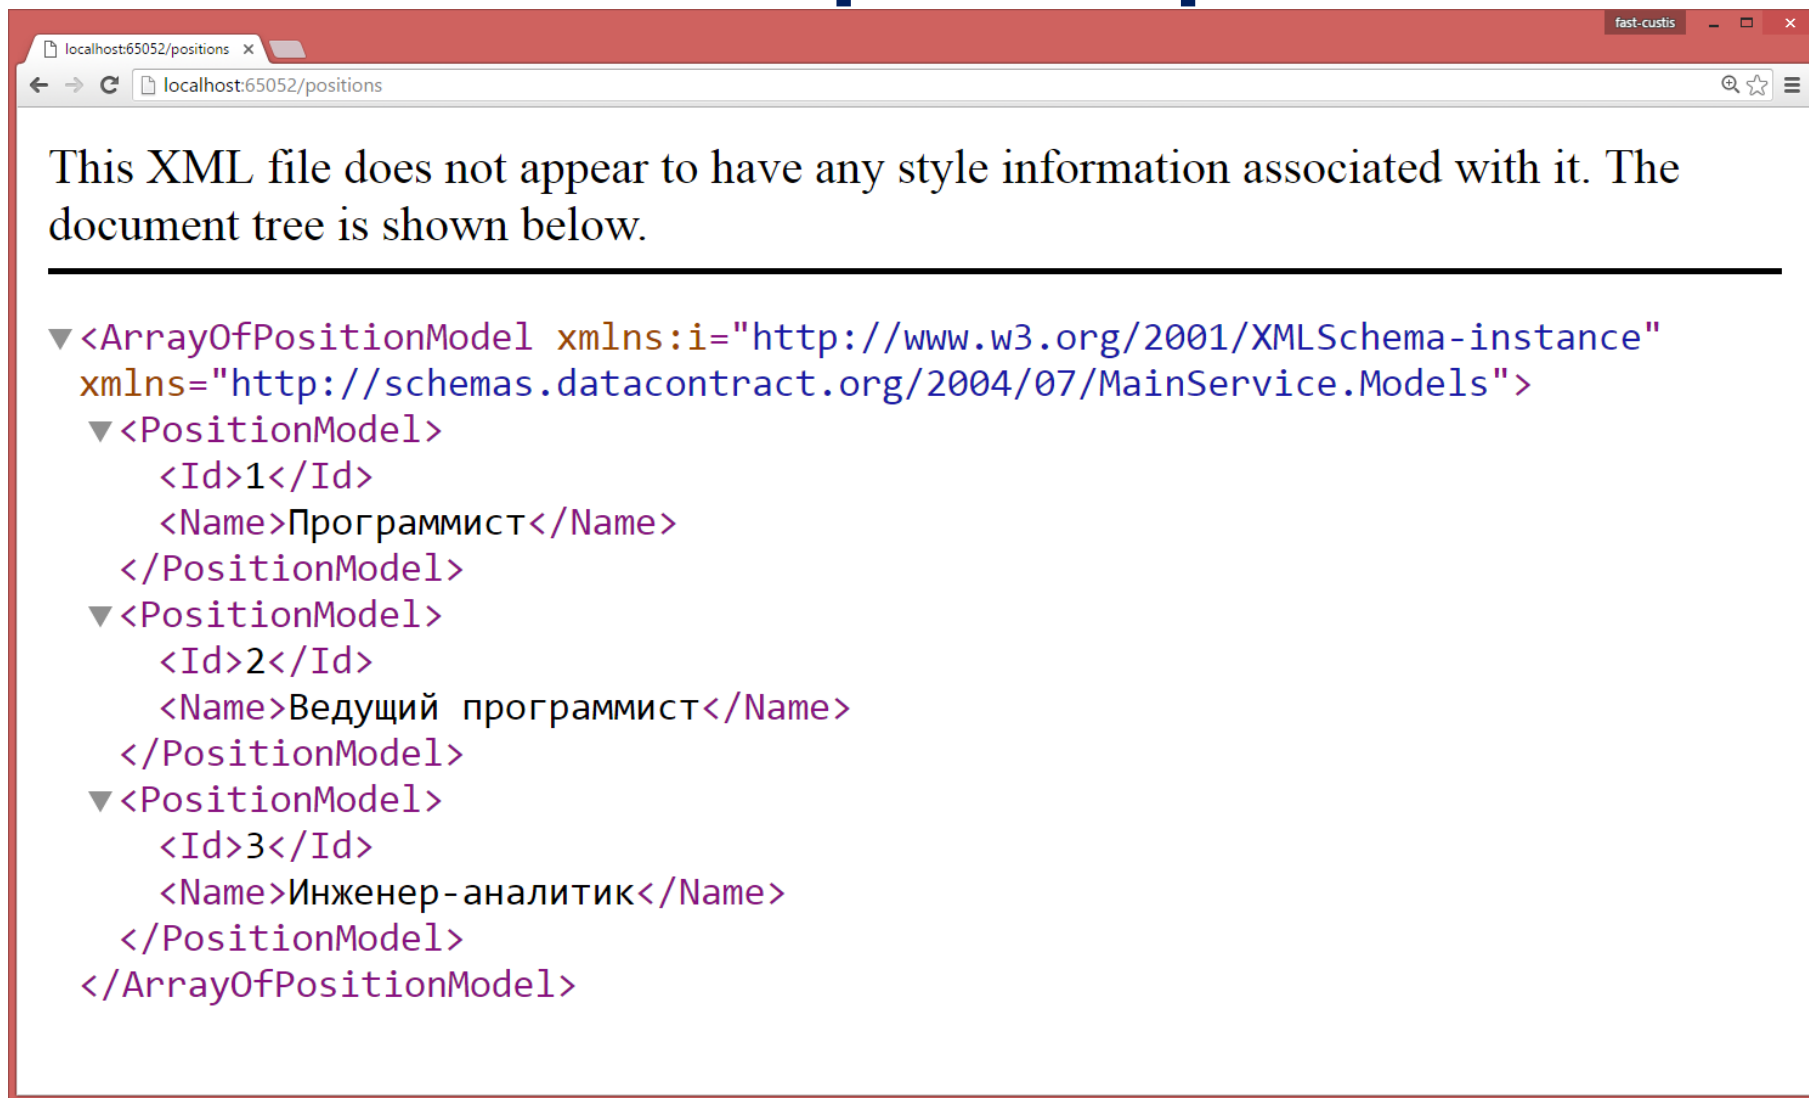 fast-custis
localhost:65052/positions
localhost:65052/positions
This XML file does not appear to have any style information associated with it. The
document tree is shown below.
<ArrayOfPositionModel xmlns:i="http://www.w3.org/2001/XMLSchema-instance"
xmlns="http://schemas.datacontract.org/2004/07/MainService.Models">
<PositionModel>
<Id>1</Id>
<Name>Программист</Name>
</PositionModel>
<PositionModel>
<Id>2</Id>
<Name>Ведущий программист</Name>
</PositionModel>
<PositionModel>
<Id>3</Id>
<Name>Инженер-аналитик</Name>
</PositionModel>
</ArrayOfPositionModel>